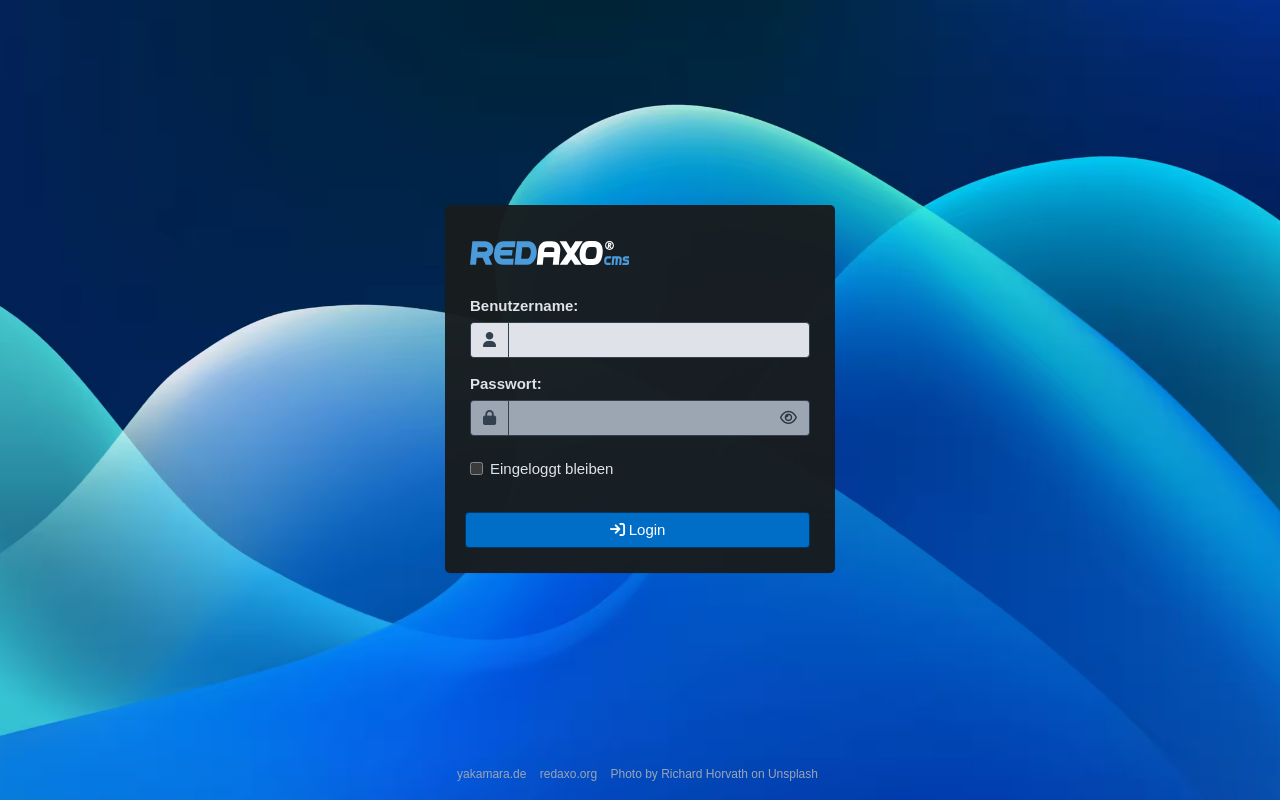 REDAXO® cms
Benutzername:
Passwort:
Eingeloggt bleiben
Login
yakamara.de redaxo.org Photo by Richard Horvath on Unsplash